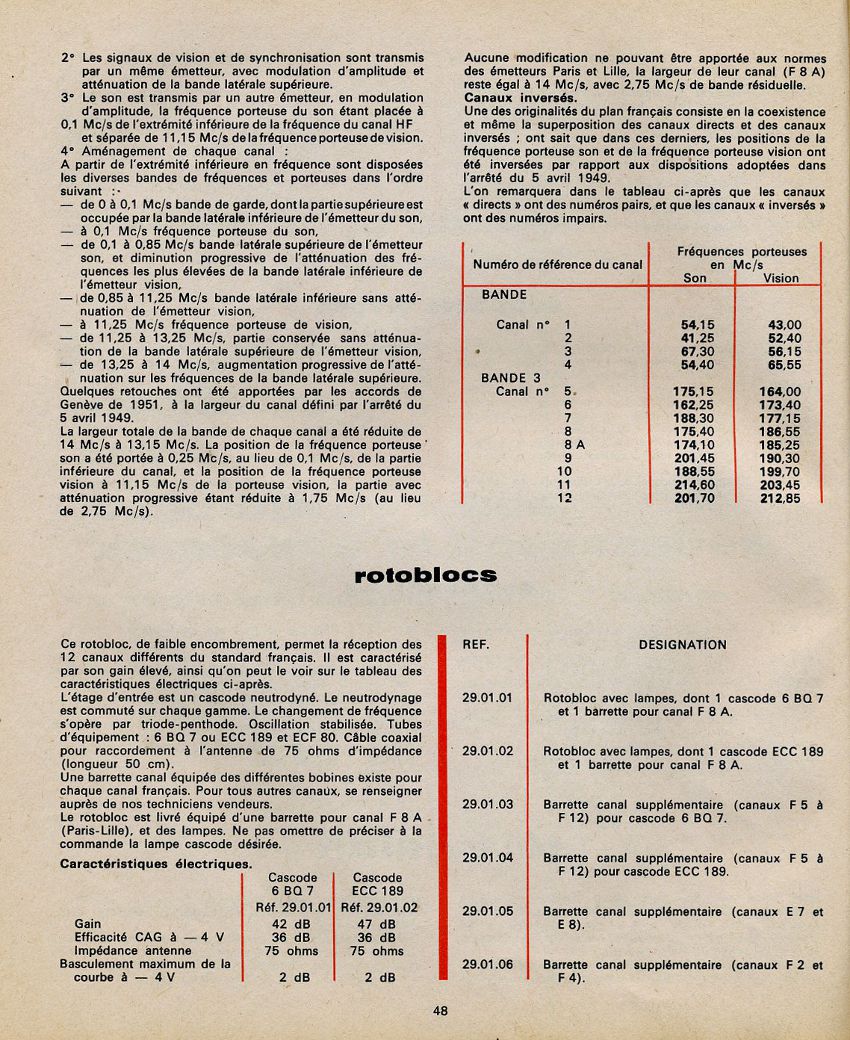 2° Les signaux de vision et de synchronisation sont transmis
par un même émetteur, avec modulation d'amplitude et
atténuation de la bande latérale supérieure.
3° Le son est transmis par un autre émetteur, en modulation
d'amplitude, la fréquence porteuse du son étant placée à
0,1 Mc/s de l'extrémité inférieure de la fréquence du canal HF
et séparée de 11,15 Mc/s de la fréquence porteuse de vision.
4° Aménagement de chaque canal :
A partir de l'extrémité inférieure en fréquence sont disposées
les diverses bandes de fréquences et porteuses dans l'ordre
suivant :
— de 0 à 0,1 Mc/s bande de garde, dont la partie supérieure est
occupée par la bande latérale inférieure de l'émetteur du son,
— à 0,1 Mc/s fréquence porteuse du son,
— de 0,1 à 0,85 Mc/s bande latérale supérieure de l'émetteur
son, et diminution progressive de l'atténuation des fré-
quences les plus élevées de la bande latérale inférieure de
l'émetteur vision,
— de 0,85 à 11,25 Mc/s bande latérale inférieure sans atté-
nuation de l'émetteur vision,
— à 11,25 Mc/s fréquence porteuse de vision,
— de 11,25 à 13,25 Mc/s, partie conservée sans atténua-
tion de la bande latérale supérieure de l'émetteur vision,
— de 13,25 à 14 Mc/s, augmentation progressive de l'atté-
nuation sur les fréquences de la bande latérale supérieure.
Quelques retouches ont été apportées par les accords de
Genève de 1951, à la largeur du canal défini par l'arrêté du
5 avril 1949.
La largeur totale de la bande de chaque canal a été réduite de
14 Mc/s à 13,15 Mc/s. La position de la fréquence porteuse
son a été portée à 0,25 Mc/s, au lieu de 0,1 Mc/s, de la partie
inférieure du canal, et la position de la fréquence porteuse
vision à 11,15 Mc/s de la porteuse vision, la partie avec
atténuation progressive étant réduite à 1,75 Mc/s (au lieu
de 2,75 Mc/s).
Aucune modification ne pouvant être apportée aux normes
des émetteurs Paris et Lille, la largeur de leur canal (F 8 A)
reste égal à 14 Mc/s, avec 2,75 Mc/s de bande résiduelle.
Canaux inversés.
Une des originalités du plan français consiste en la coexistence
et même la superposition des canaux directs et des canaux
inversés ; ont sait que dans ces derniers, les positions de la
fréquence porteuse son et de la fréquence porteuse vision ont
été inversées par rapport aux dispositions adoptées dans
l'arrêté du 5 avril 1949.
L'on remarquera dans le tableau ci-après que les canaux
« directs » ont des numéros pairs, et que les canaux « inversés »
ont des numéros impairs.
Numéro de référence du canal
Fréquences porteuses
en Mc/s
Son Vision
BANDE
Canal n° 1 54,15 43,00
2 41,25 52,40
3 67,30 56,15
4 54,40 65,55
BANDE 3
Canal n° 5 175,15 164,00
6 162,25 173,40
7 188,30 177,15
8 175,40 186,55
8 A 174,10 185,25
9 201,45 190,30
10 188,55 199,70
11 214,60 203,45
12 201,70 212,85
rotoblocs
Ce rotobloc, de faible encombrement, permet la réception des
12 canaux différents du standard français. Il est caractérisé
par son gain élevé, ainsi qu'on peut le voir sur le tableau des
caractéristiques électriques ci-après.
L'étage d'entrée est un cascode neutrodyné. Le neutrodynage
est commuté sur chaque gamme. Le changement de fréquence
s'opère par triode-penthode. Oscillation stabilisée. Tubes
d'équipement : 6 BQ 7 ou ECC 189 et ECF 80. Câble coaxial
pour raccordement à l'antenne de 75 ohms d'impédance
(longueur 50 cm).
Une barrette canal équipée des différentes bobines existe pour
chaque canal français. Pour tous autres canaux, se renseigner
auprès de nos techniciens vendeurs.
Le rotobloc est livré équipé d'une barrette pour canal F 8 A
(Paris-Lille), et des lampes. Ne pas omettre de préciser à la
commande la lampe cascode désirée.
Caractéristiques électriques.
Cascode Cascode
6 BQ 7 ECC 189
Réf. 29.01.01 Réf. 29.01.02
Gain 42 dB 47 dB
Efficacité CAG à — 4 V 36 dB 36 dB
Impédance antenne 75 ohms 75 ohms
Basculement maximum de la
courbe à — 4 V 2 dB 2 dB
REF. DESIGNATION
29.01.01 Rotobloc avec lampes, dont 1 cascode 6 BQ 7
et 1 barrette pour canal F 8 A.
29.01.02 Rotobloc avec lampes, dont 1 cascode ECC 189
et 1 barrette pour canal F 8 A.
29.01.03 Barrette canal supplémentaire (canaux F 5 à
F 12) pour cascode 6 BQ 7.
29.01.04 Barrette canal supplémentaire (canaux F 5 à
F 12) pour cascode ECC 189.
29.01.05 Barrette canal supplémentaire (canaux E 7 et
E 8).
29.01.06 Barrette canal supplémentaire (canaux F 2 et
F 4).
48